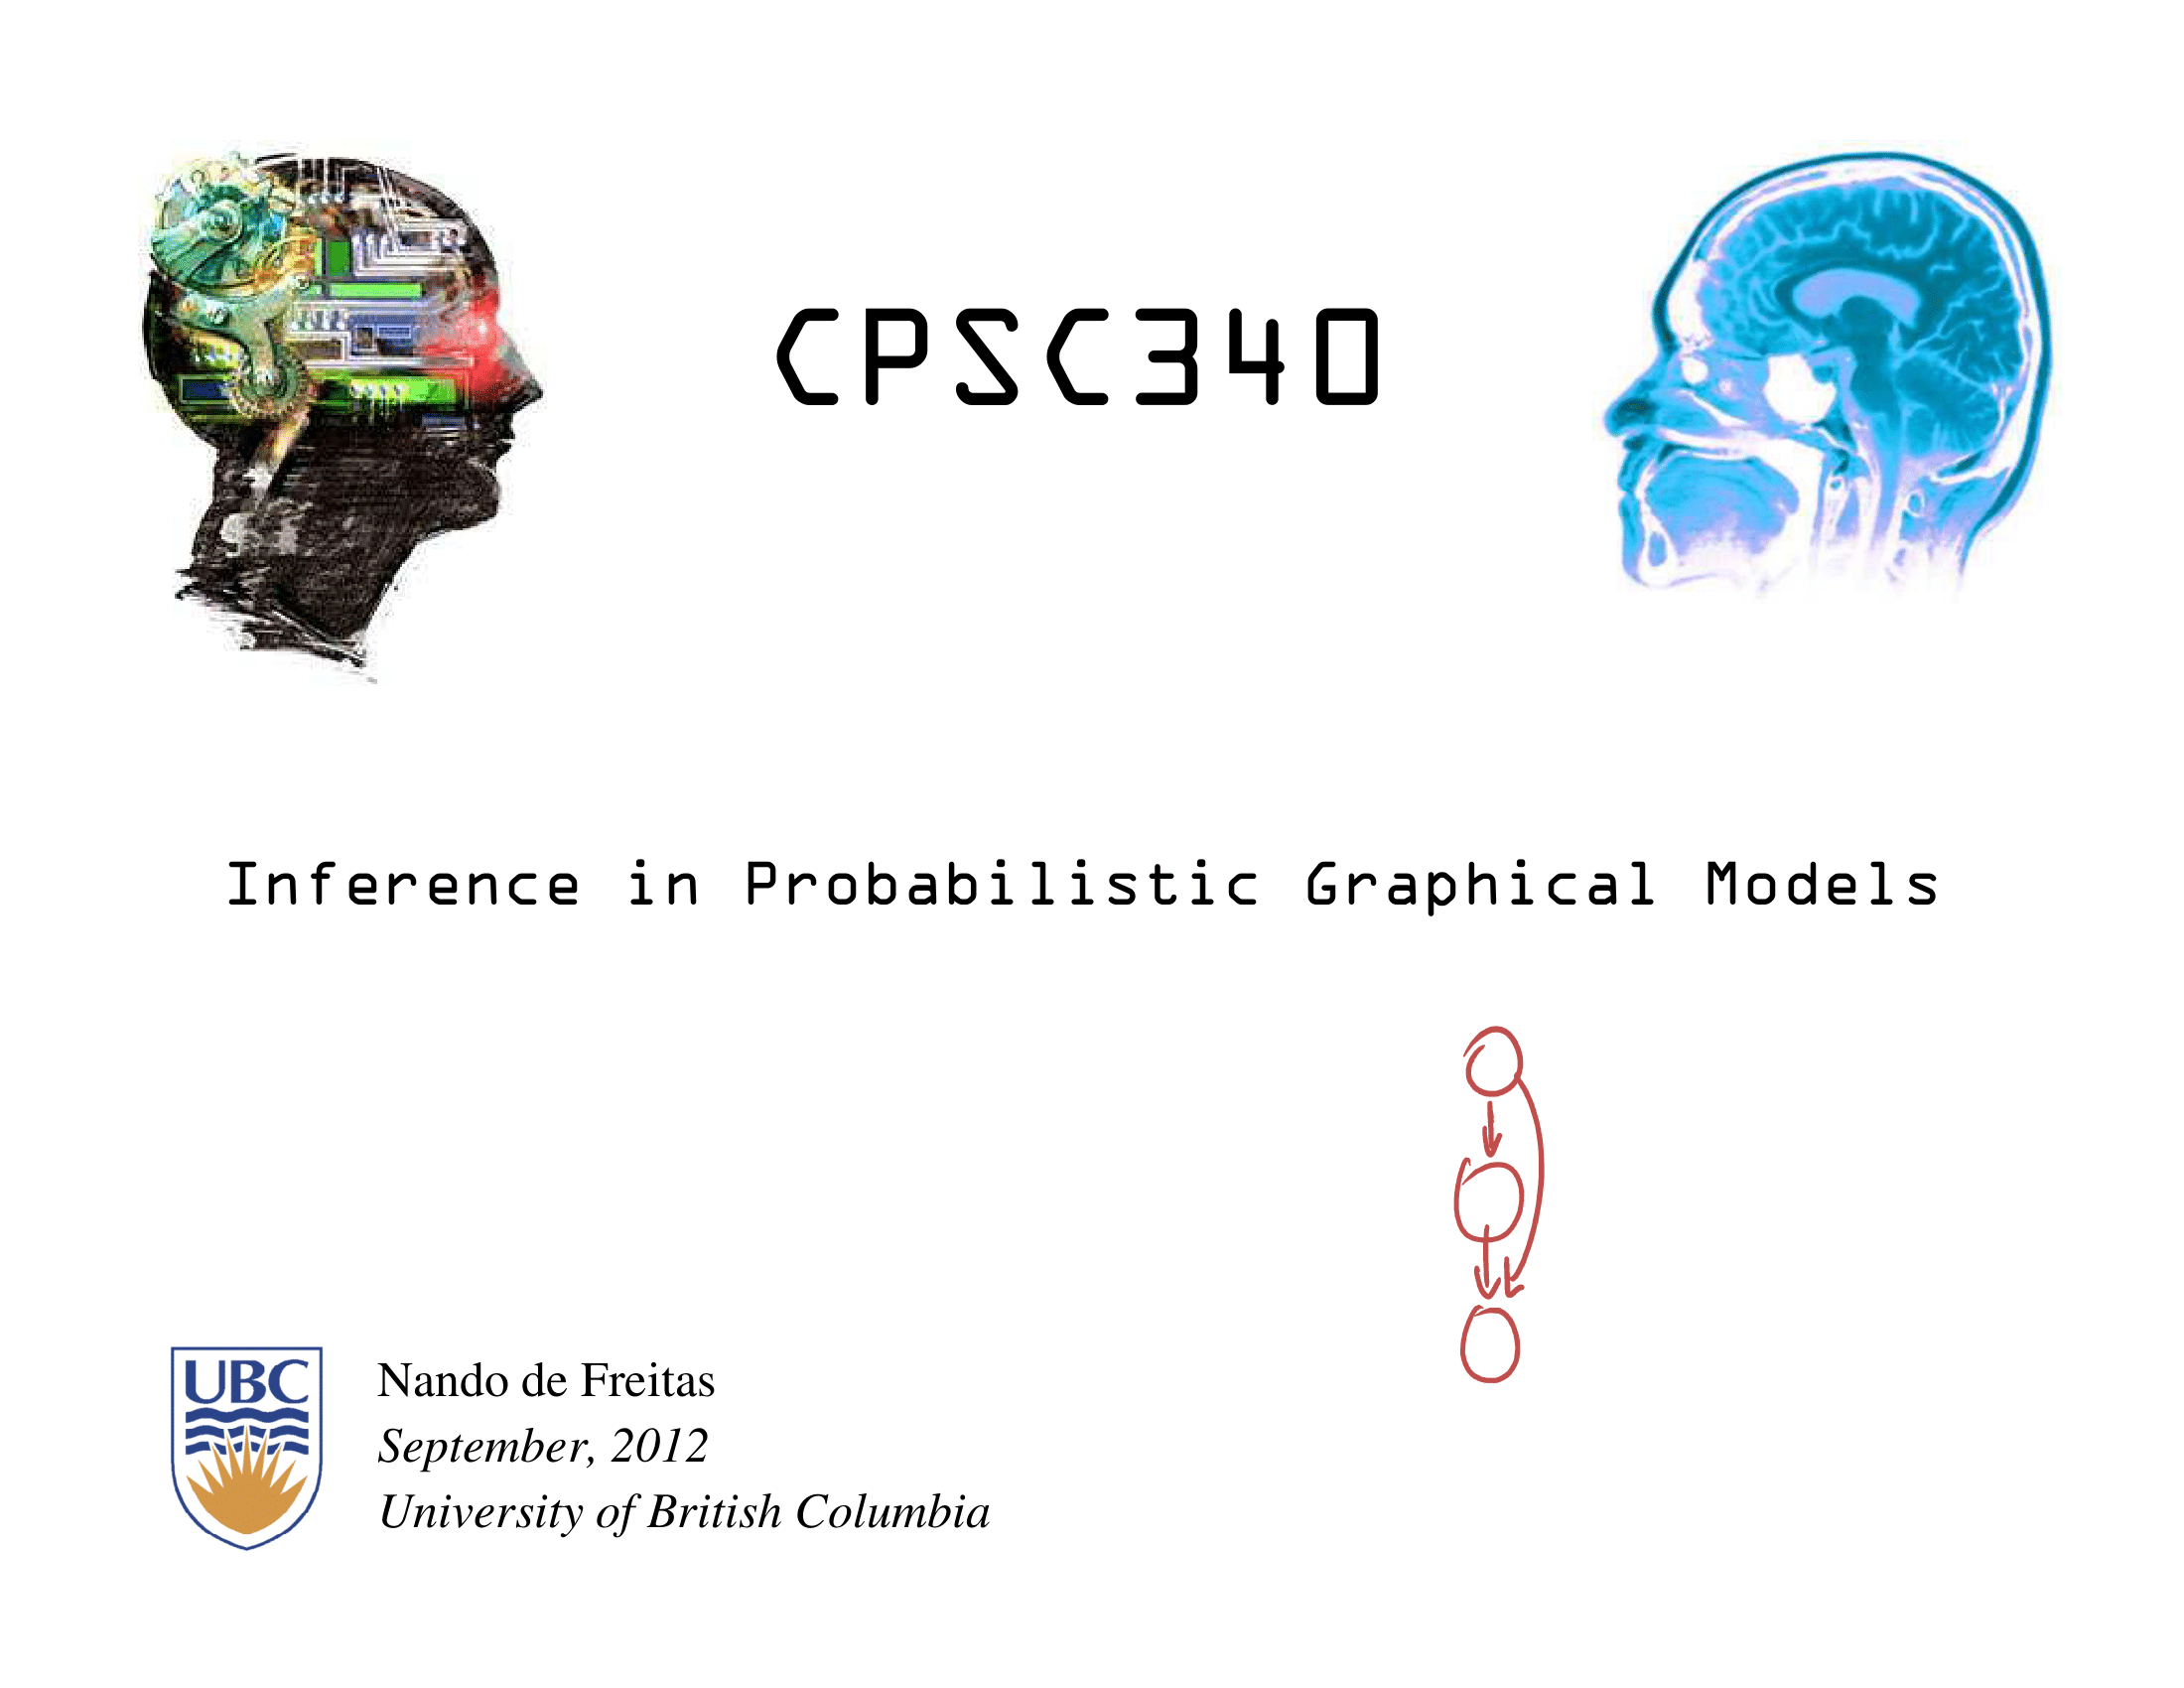 CPSC340
Inference in Probabilistic Graphical Models
UBC
Nando de Freitas
September, 2012
University of British Columbia